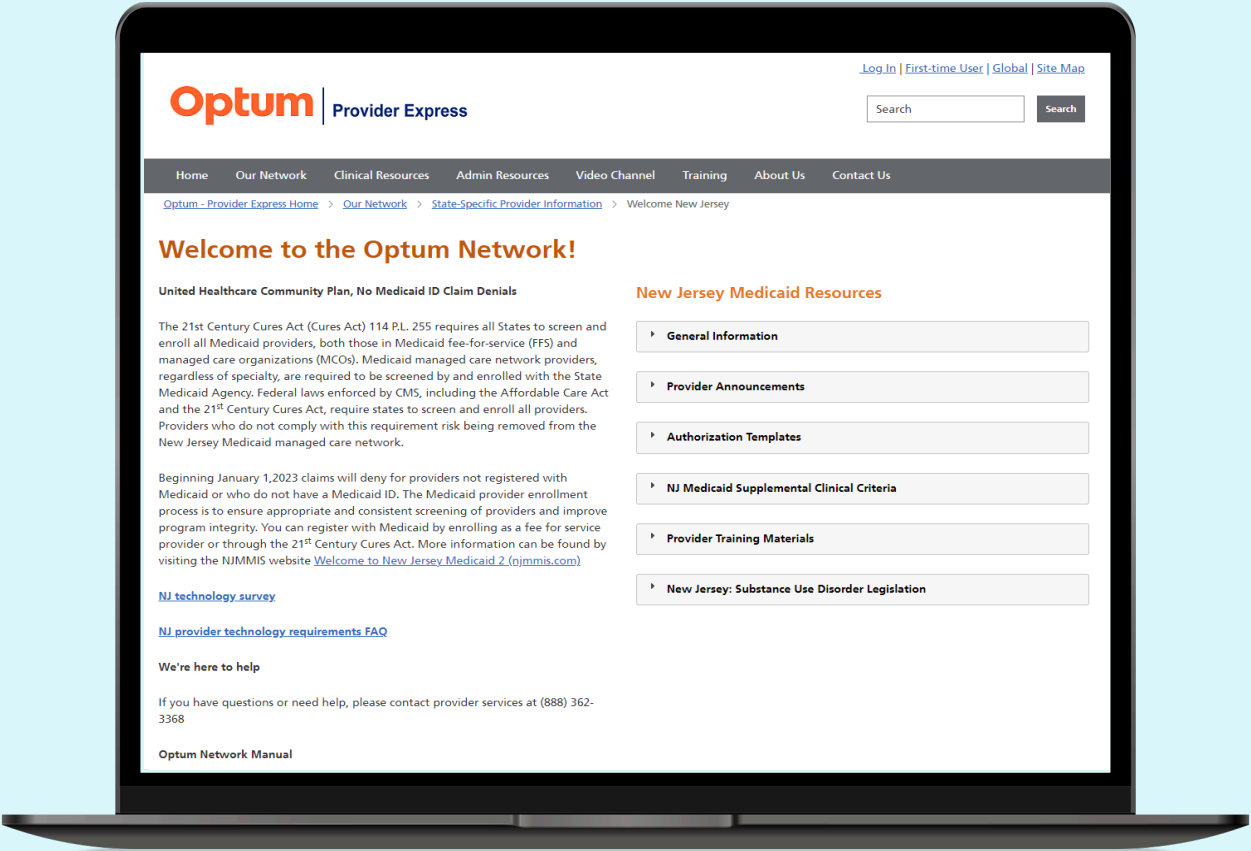 Log In | First-time User | Global | Site Map
Optum | Provider Express
Search
Search
Home Our Network Clinical Resources Admin Resources Video Channel Training About Us Contact Us
Optum - Provider Express Home > Our Network > State-Specific Provider Information > Welcome New Jersey
Welcome to the Optum Network!
United Healthcare Community Plan, No Medicaid ID Claim Denials
The 21st Century Cures Act (Cures Act) 114 P.L. 255 requires all States to screen and
enroll all Medicaid providers, both those in Medicaid fee-for-service (FFS) and
managed care organizations (MCOs). Medicaid managed care network providers,
regardless of specialty, are required to be screened by and enrolled with the State
Medicaid Agency. Federal laws enforced by CMS, including the Affordable Care Act
and the 21st Century Cures Act, require states to screen and enroll all providers.
Providers who do not comply with this requirement risk being removed from the
New Jersey Medicaid managed care network.
Beginning January 1,2023 claims will deny for providers not registered with
Medicaid or who do not have a Medicaid ID. The Medicaid provider enrollment
process is to ensure appropriate and consistent screening of providers and improve
program integrity. You can register with Medicaid by enrolling as a fee for service
provider or through the 21st Century Cures Act. More information can be found by
visiting the NJMMIS website Welcome to New Jersey Medicaid 2 (njmmis.com)
NJ technology survey
NJ provider technology requirements FAQ
We're here to help
If you have questions or need help, please contact provider services at (888) 362-
3368
Optum Network Manual
New Jersey Medicaid Resources
General Information
Provider Announcements
Authorization Templates
NJ Medicaid Supplemental Clinical Criteria
Provider Training Materials
New Jersey: Substance Use Disorder Legislation